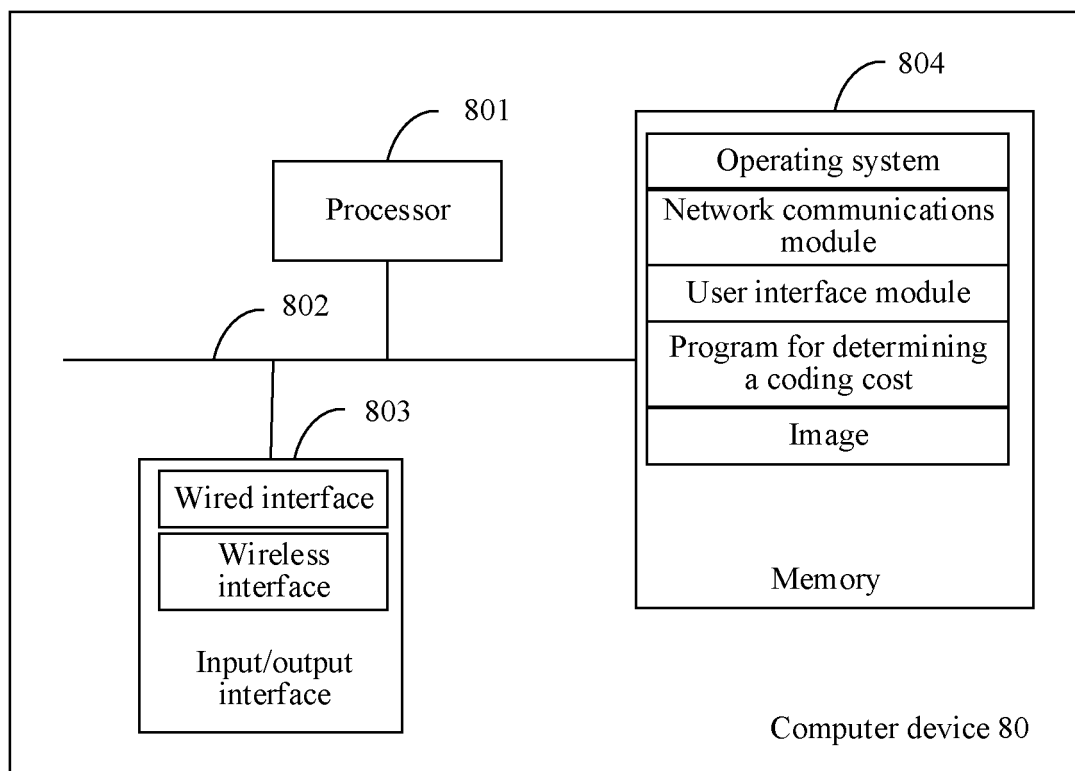 804
801
Operating system
Processor
Network communications
module
User interface module
802
Program for determining
a coding cost
803
Image
Wired interface
Wireless
interface
Memory
Input/output
interface
Computer device 80